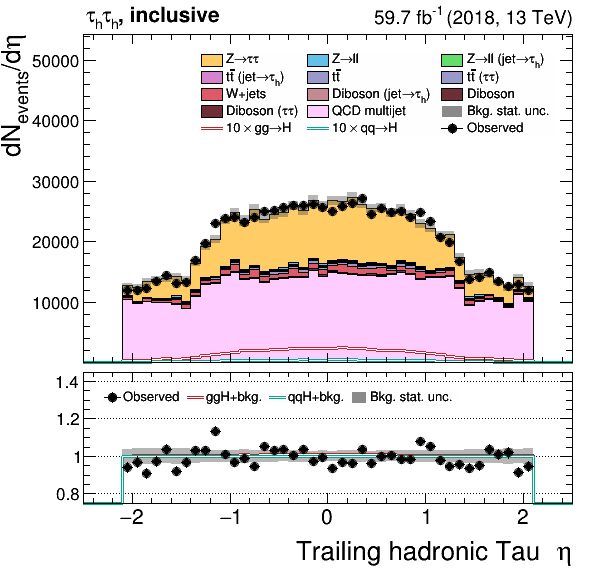 τhτh, inclusive 59.7 fb⁻¹ (2018, 13 TeV)
dNevents/dη
50000
40000
30000
20000
10000
Z→ττ Z→ll Z→ll (jet→τh)
tt̄ (jet→τh) tt̄ tt̄ (ττ)
W+jets Diboson (jet→τh) Diboson
Diboson (ττ) QCD multijet Bkg. stat. unc.
10 × gg→H 10 × qq→H Observed
1.4
1.2
1.0
0.8
Observed ggH+bkg. qqH+bkg. Bkg. stat. unc.
−2 −1 0 1 2
Trailing hadronic Tau η